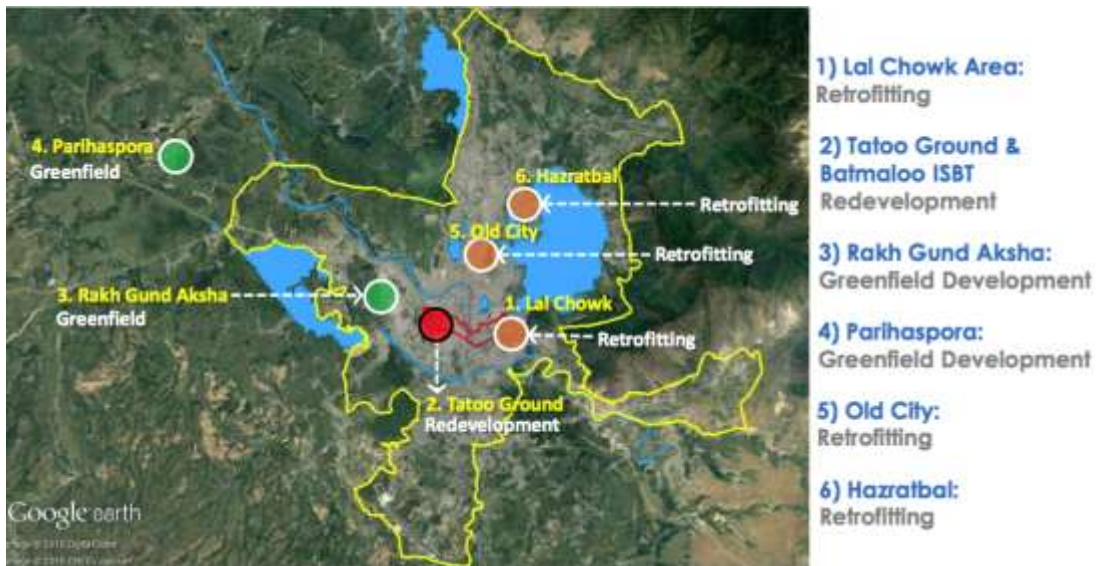 4. Parihaspora
Greenfield
6. Hazratbal
Retrofitting
5. Old City
Retrofitting
3. Rakh Gund Aksha
Greenfield
1. Lal Chowk
Retrofitting
2. Tatoo Ground
Redevelopment
Google earth
1) Lal Chowk Area:
Retrofitting
2) Tatoo Ground &
Batmaloo ISBT
Redevelopment
3) Rakh Gund Aksha:
Greenfield Development
4) Parihaspora:
Greenfield Development
5) Old City:
Retrofitting
6) Hazratbal:
Retrofitting